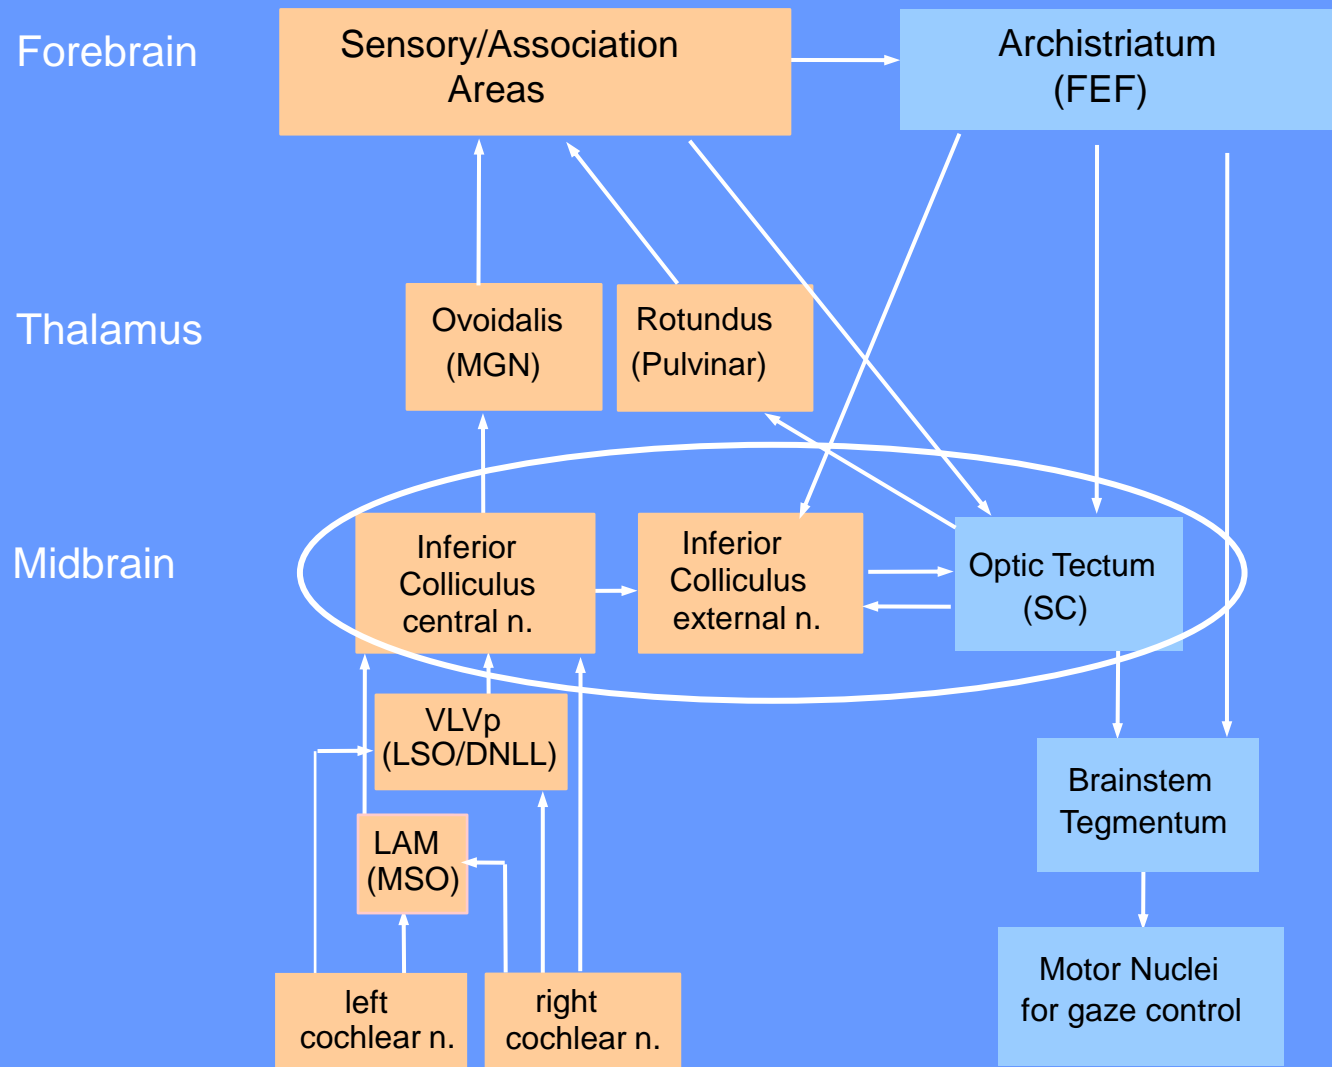 Forebrain
Sensory/Association
Areas
Archistriatum
(FEF)
Thalamus
Ovoidalis
(MGN)
Rotundus
(Pulvinar)
Midbrain
Inferior
Colliculus
central n.
Inferior
Colliculus
external n.
Optic Tectum
(SC)
VLVp
(LSO/DNLL)
LAM
(MSO)
Brainstem
Tegmentum
left
cochlear n.
right
cochlear n.
Motor Nuclei
for gaze control